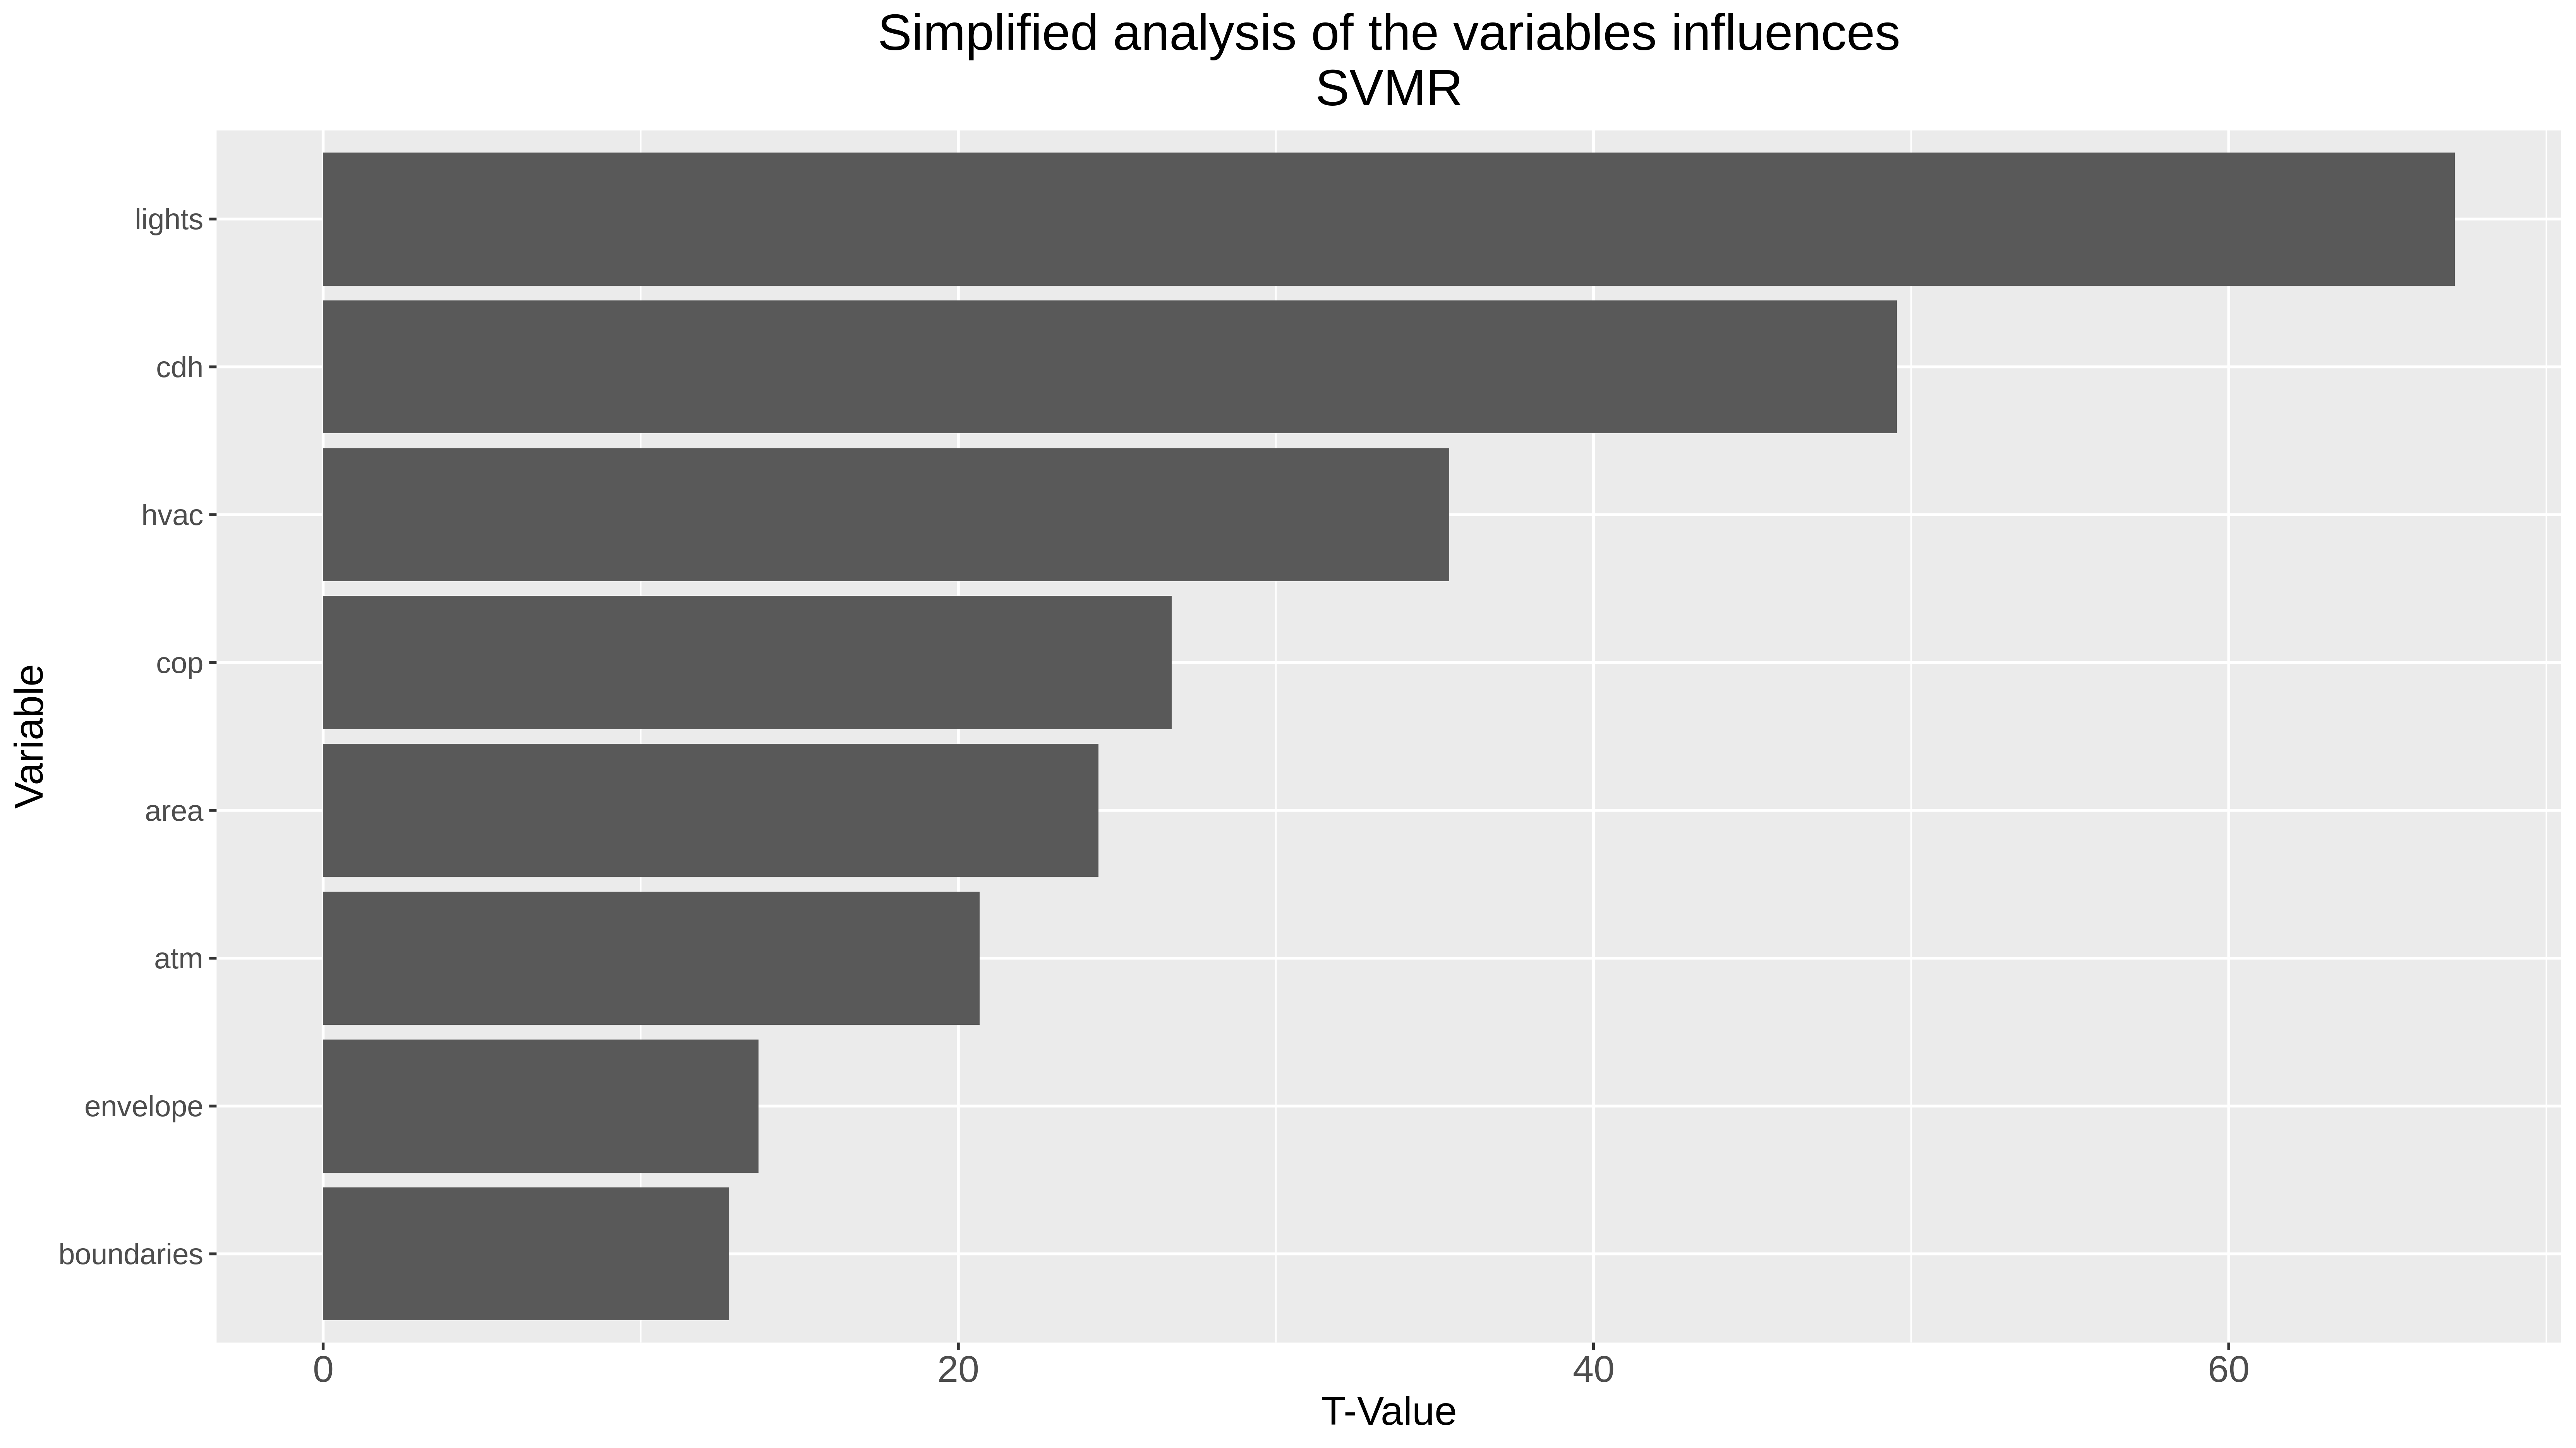 Simplified analysis of the variables influences
SVMR
Variable
lights
cdh
hvac
cop
area
atm
envelope
boundaries
0 20 40 60
T-Value